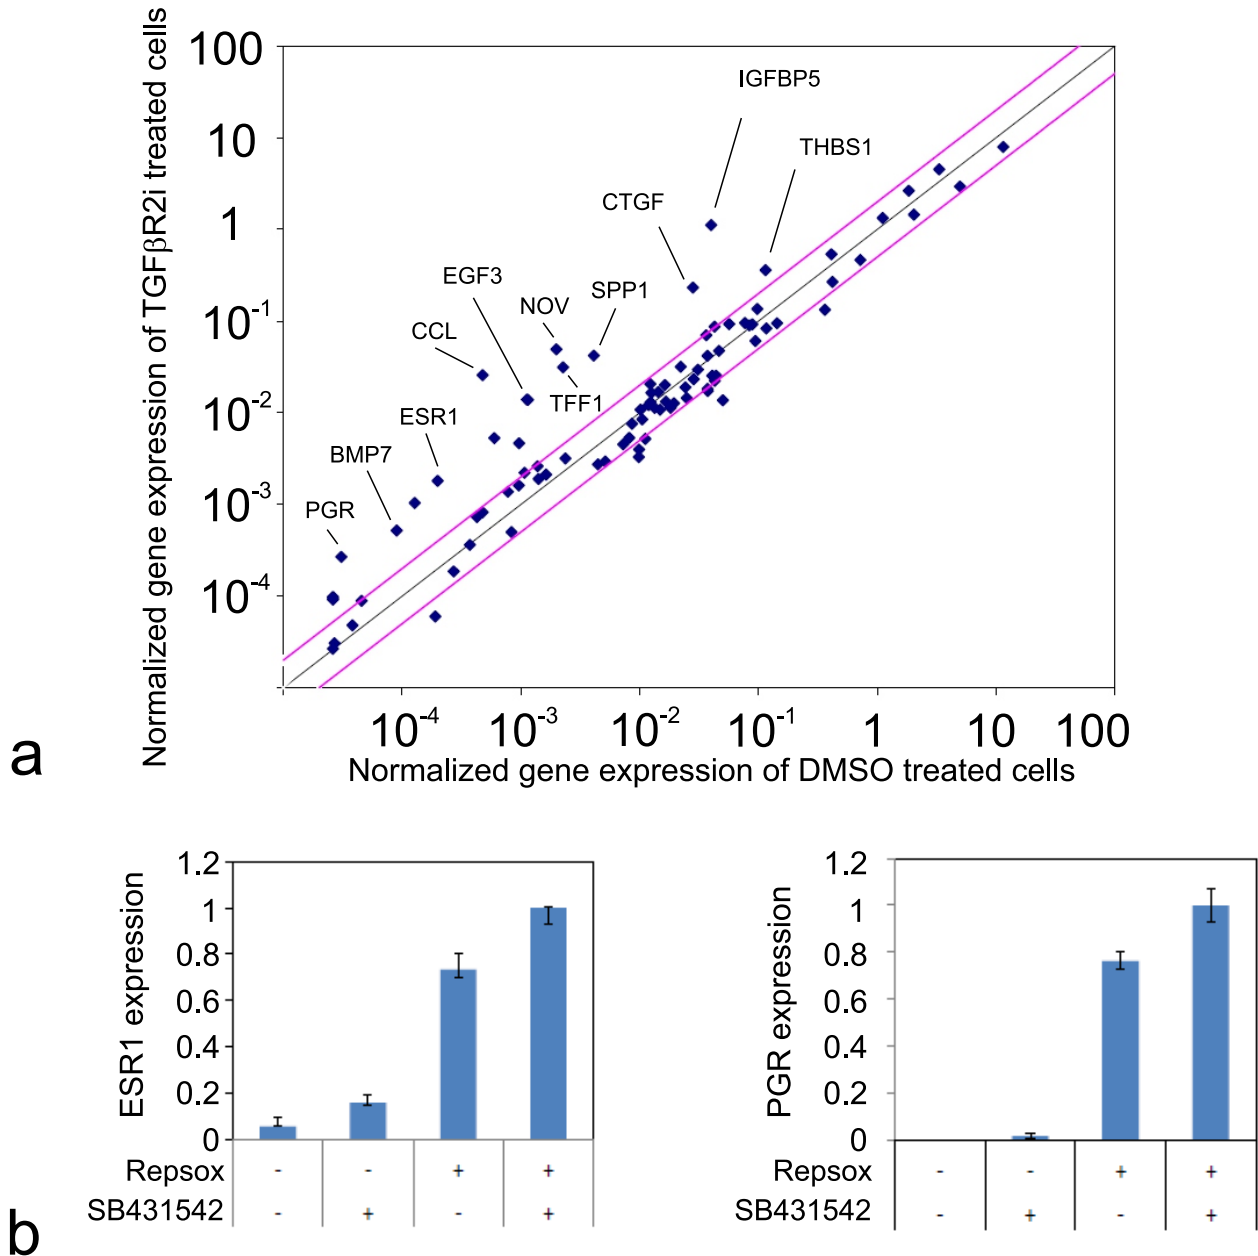 Normalized gene expression of TGFβR2i treated cells
100
10
1
10-1
10-2
10-3
10-4
IGFBP5
THBS1
CTGF
EGF3
SPP1
NOV
CCL
TFF1
ESR1
BMP7
PGR
10-4 10-3 10-2 10-1 1 10 100
Normalized gene expression of DMSO treated cells
a
ESR1 expression
1.2
1
0.8
0.6
0.4
0.2
0
Repsox - - + +
SB431542 - + - +
PGR expression
1.2
1
0.8
0.6
0.4
0.2
0
Repsox - - + +
SB431542 - + - +
b